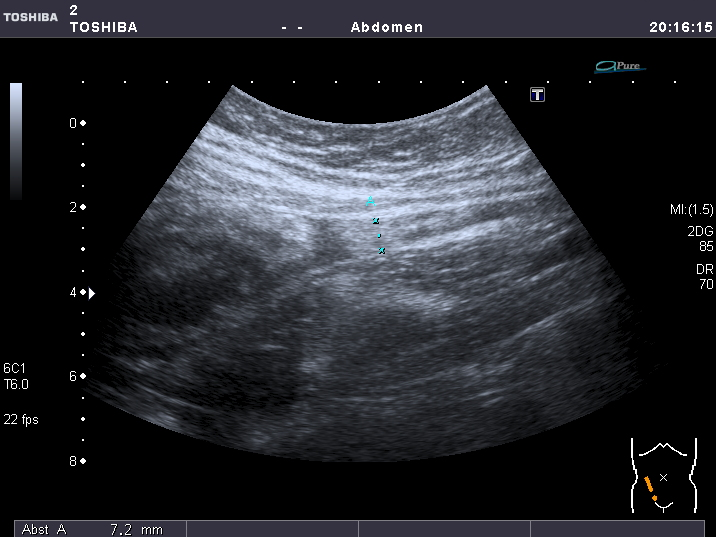 TOSHIBA
2
TOSHIBA - - Abdomen 20:16:15
aPure
T
0
2
4
6
8
MI:(1.5)
2DG
85
DR
70
6C1
T6.0
22 fps
A
Abst A 7.2 mm